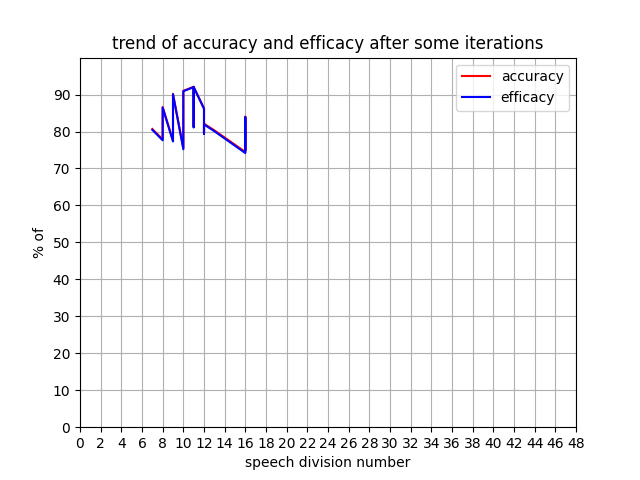 trend of accuracy and efficacy after some iterations
accuracy
efficacy
90
80
70
60
50
40
30
20
10
0
% of
0 2 4 6 8 10 12 14 16 18 20 22 24 26 28 30 32 34 36 38 40 42 44 46 48
speech division number